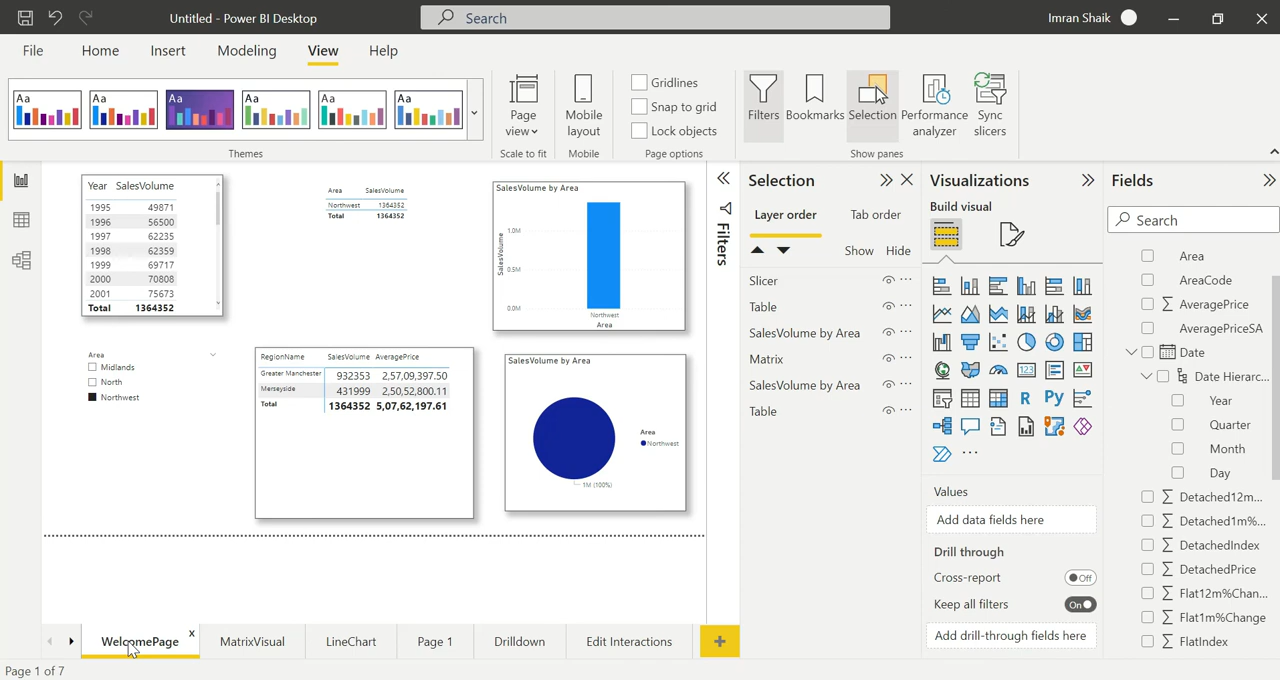 Untitled - Power BI Desktop
Search
Imran Shaik
File
Home
Insert
Modeling
View
Help
Aa
Aa
Aa
Aa
Aa
Aa
Page
view
Mobile
layout
Gridlines
Snap to grid
Lock objects
Filters
Bookmarks
Selection
Performance
analyzer
Sync
slicers
Themes
Scale to fit
Mobile
Page options
Show panes
Year SalesVolume
1995 49871
1996 56500
1997 62235
1998 62359
1999 69717
2000 70808
2001 75673
Total 1364352
Area SalesVolume
Northwest 1364352
Total 1364352
SalesVolume by Area
SalesVolume
1.0M
0.5M
0.0M
Northwest
Area
Area
Midlands
North
Northwest
RegionName SalesVolume AveragePrice
Greater Manchester 932353 2,57,09,397.50
Merseyside 431999 2,50,52,800.11
Total 1364352 5,07,62,197.61
SalesVolume by Area
Area
Northwest
1M (100%)
WelcomePage
x
MatrixVisual
LineChart
Page 1
Drilldown
Edit Interactions
+
Page 1 of 7
Filters
Selection
Layer order
Tab order
Show
Hide
Slicer
Table
SalesVolume by Area
Matrix
SalesVolume by Area
Table
Visualizations
Build visual
123
R
Py
Values
Add data fields here
Drill through
Cross-report
Off
Keep all filters
On
Add drill-through fields here
Fields
Search
Area
AreaCode
AveragePrice
AveragePriceSA
Date
Date Hierarc...
Year
Quarter
Month
Day
Detached12m...
Detached1m%...
DetachedIndex
DetachedPrice
Flat12m%Chan...
Flat1m%Change
FlatIndex